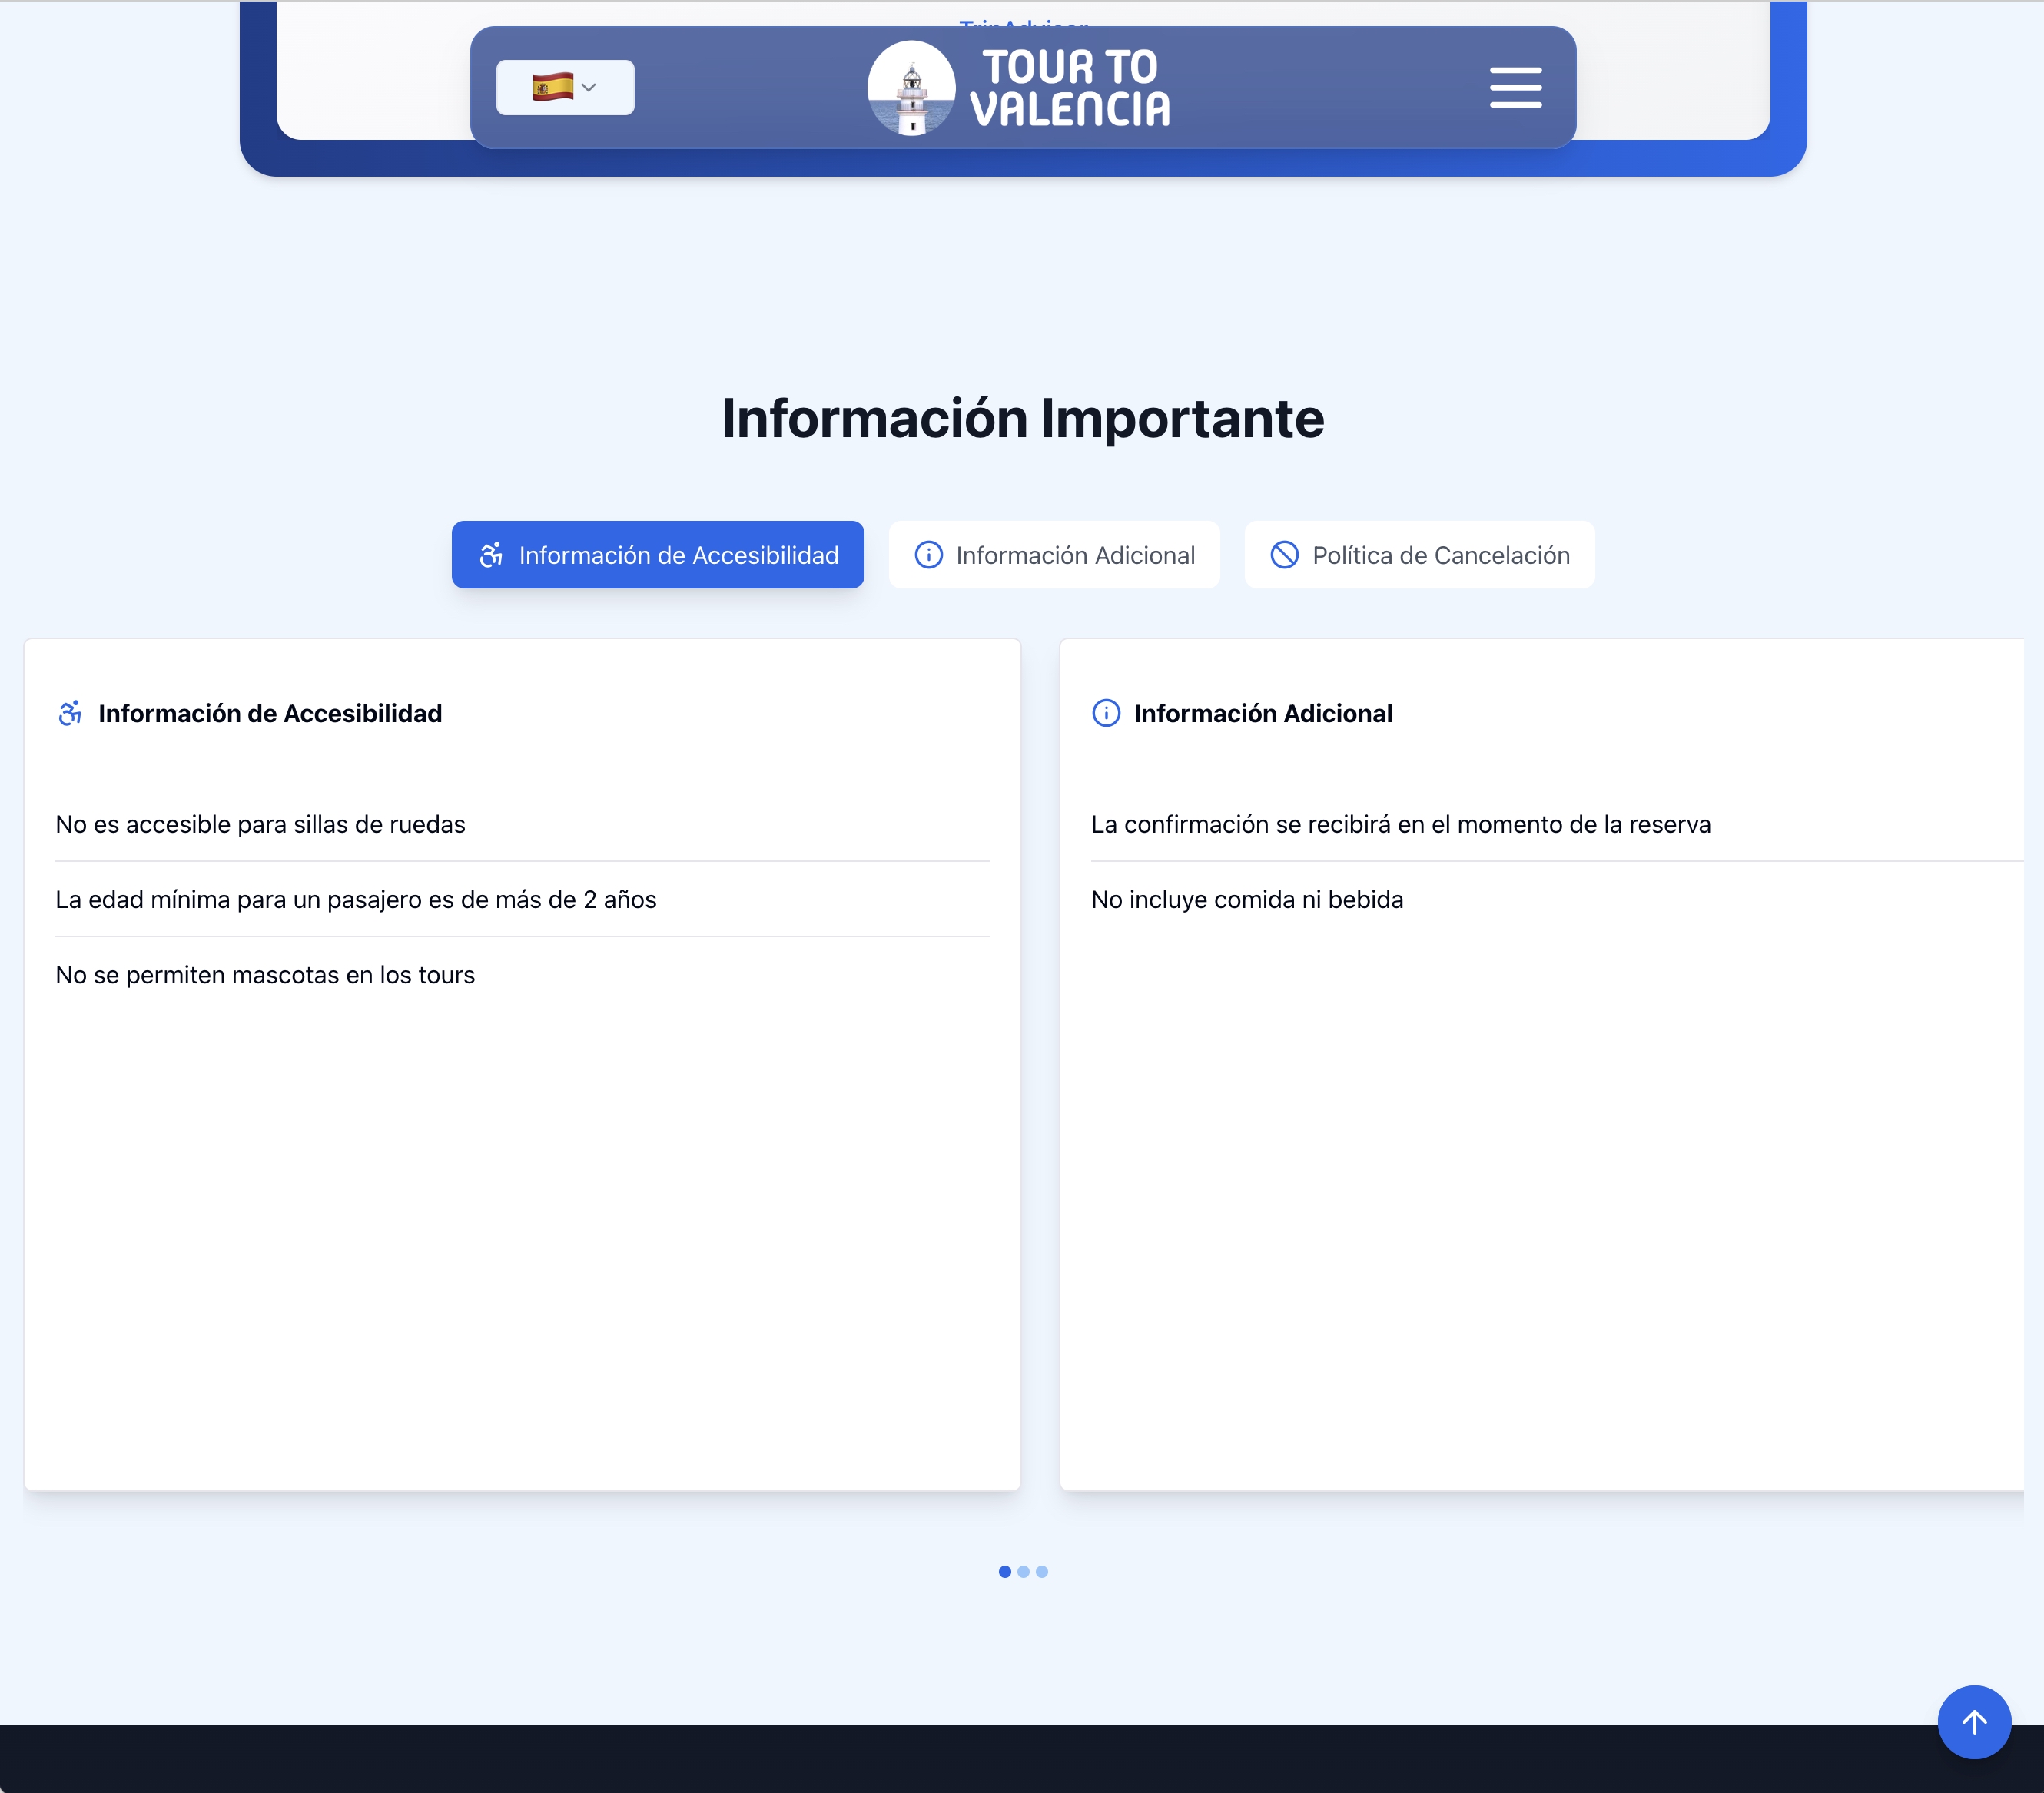 TripAdvisor
TOUR TO
VALENCIA
Información Importante
Información de Accesibilidad
Información Adicional
Política de Cancelación
Información de Accesibilidad
No es accesible para sillas de ruedas
La edad mínima para un pasajero es de más de 2 años
No se permiten mascotas en los tours
Información Adicional
La confirmación se recibirá en el momento de la reserva
No incluye comida ni bebida